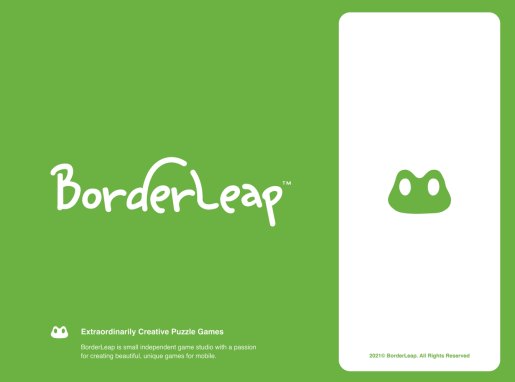 BorderLeap™
Extraordinarily Creative Puzzle Games
BorderLeap is small independent game studio with a passion
for creating beautiful, unique games for mobile.
2021© BorderLeap. All Rights Reserved